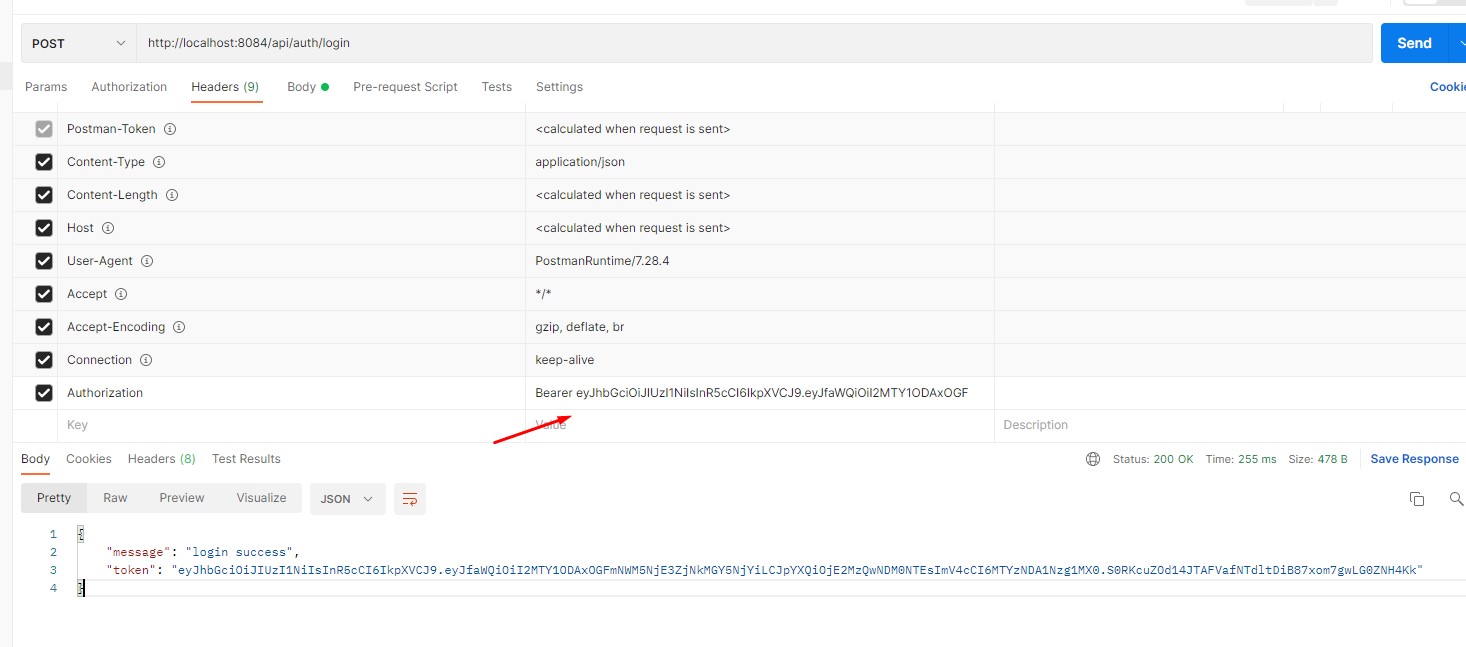 POST http://localhost:8084/api/auth/login Send
Params Authorization Headers (9) Body Pre-request Script Tests Settings Cookie
Postman-Token <calculated when request is sent>
Content-Type application/json
Content-Length <calculated when request is sent>
Host <calculated when request is sent>
User-Agent PostmanRuntime/7.28.4
Accept */*
Accept-Encoding gzip, deflate, br
Connection keep-alive
Authorization Bearer eyJhbGciOiJIUzI1NiIsInR5cCI6IkpXVCJ9.eyJfaWQiOiI2MTY1ODAxOGF
Key Value Description
Body Cookies Headers (8) Test Results Status: 200 OK Time: 255 ms Size: 478 B Save Response
Pretty Raw Preview Visualize JSON
1 {
2 "message": "login success",
3 "token": "eyJhbGciOiJIUzI1NiIsInR5cCI6IkpXVCJ9.eyJfaWQiOiI2MTY1ODAxOGFmNWM5NjE3ZjNkMGY5NjYiLCJpYXQiOjE2MzQwNDM0NTEsImV4cCI6MTYzNDA1Nzg1MX0.S0RKcuZOd14JTAFVafNTdltDiB87xom7gwLG0ZNH4Kk"
4 }